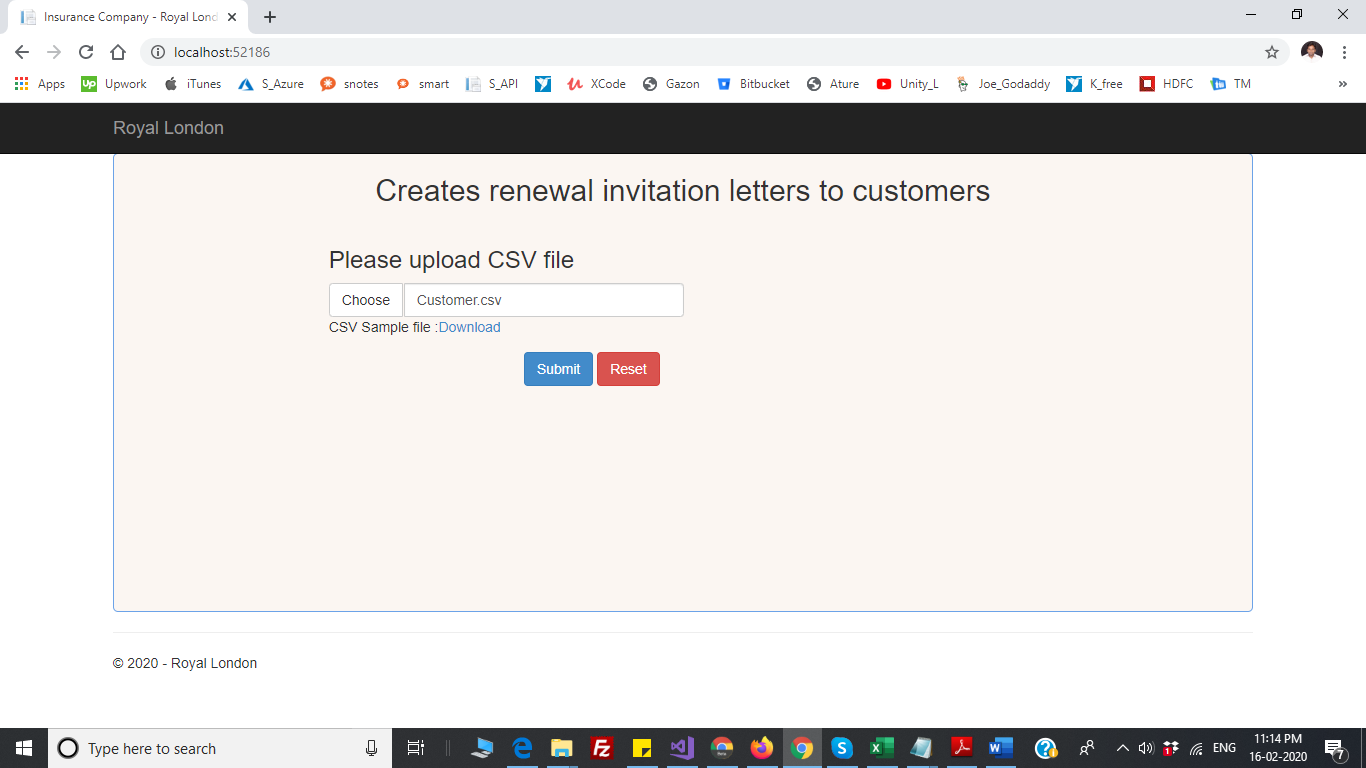 Insurance Company - Royal Lond
localhost:52186
Apps Upwork iTunes S_Azure snotes smart S_API XCode Gazon Bitbucket Ature Unity_L Joe_Godaddy K_free HDFC TM »
Royal London
Creates renewal invitation letters to customers
Please upload CSV file
Choose Customer.csv
CSV Sample file :Download
Submit Reset
© 2020 - Royal London
Type here to search
ENG
11:14 PM
16-02-2020
7